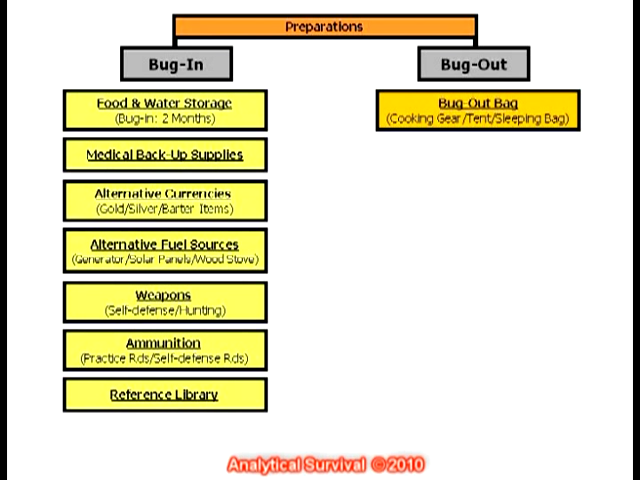 Preparations
Bug-In
Bug-Out
Food & Water Storage
(Bug-in: 2 Months)
Medical Back-Up Supplies
Alternative Currencies
(Gold/Silver/Barter Items)
Alternative Fuel Sources
(Generator/Solar Panels/Wood Stove)
Weapons
(Self-defense/Hunting)
Ammunition
(Practice Rds/Self-defense Rds)
Reference Library
Bug-Out Bag
(Cooking Gear/Tent/Sleeping Bag)
Analytical Survival © 2010